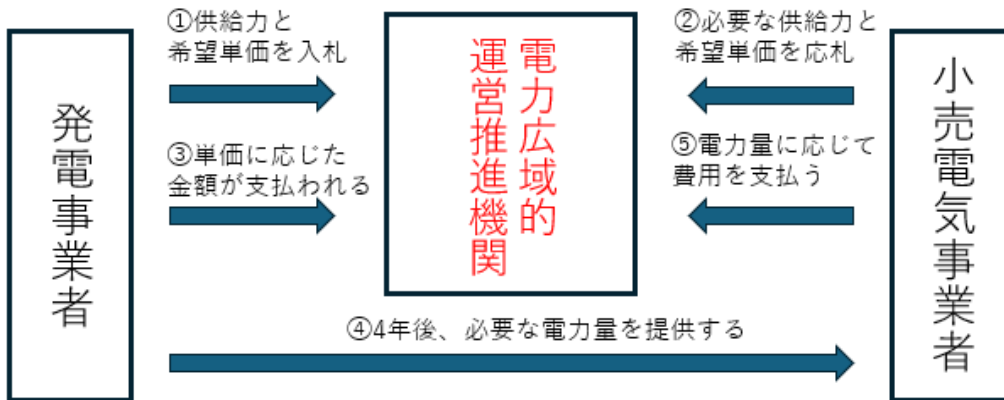 発電事業者
①供給力と
希望単価を入札
③単価に応じた
金額が支払われる
電力広域的
運営推進機関
②必要な供給力と
希望単価を応札
⑤電力量に応じて
費用を支払う
④4年後、必要な電力量を提供する
小売電気事業者